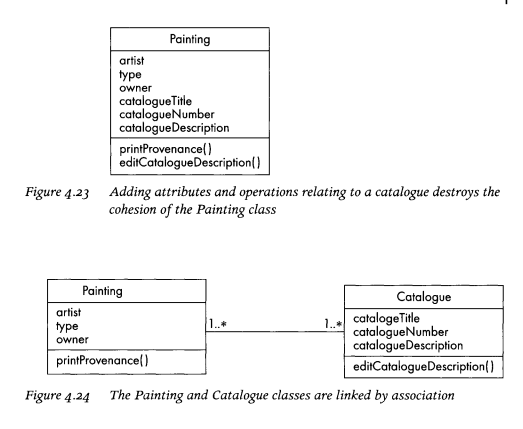 Painting
artist
type
owner
catalogueTitle
catalogueNumber
catalogueDescription
printProvenance()
editCatalogueDescription()
Figure 4.23 Adding attributes and operations relating to a catalogue destroys the
cohesion of the Painting class
Painting
artist
type
owner
printProvenance()
1..*
1..*
Catalogue
catalogeTitle
catalogueNumber
catalogueDescription
editCatalogueDescription()
Figure 4.24 The Painting and Catalogue classes are linked by association